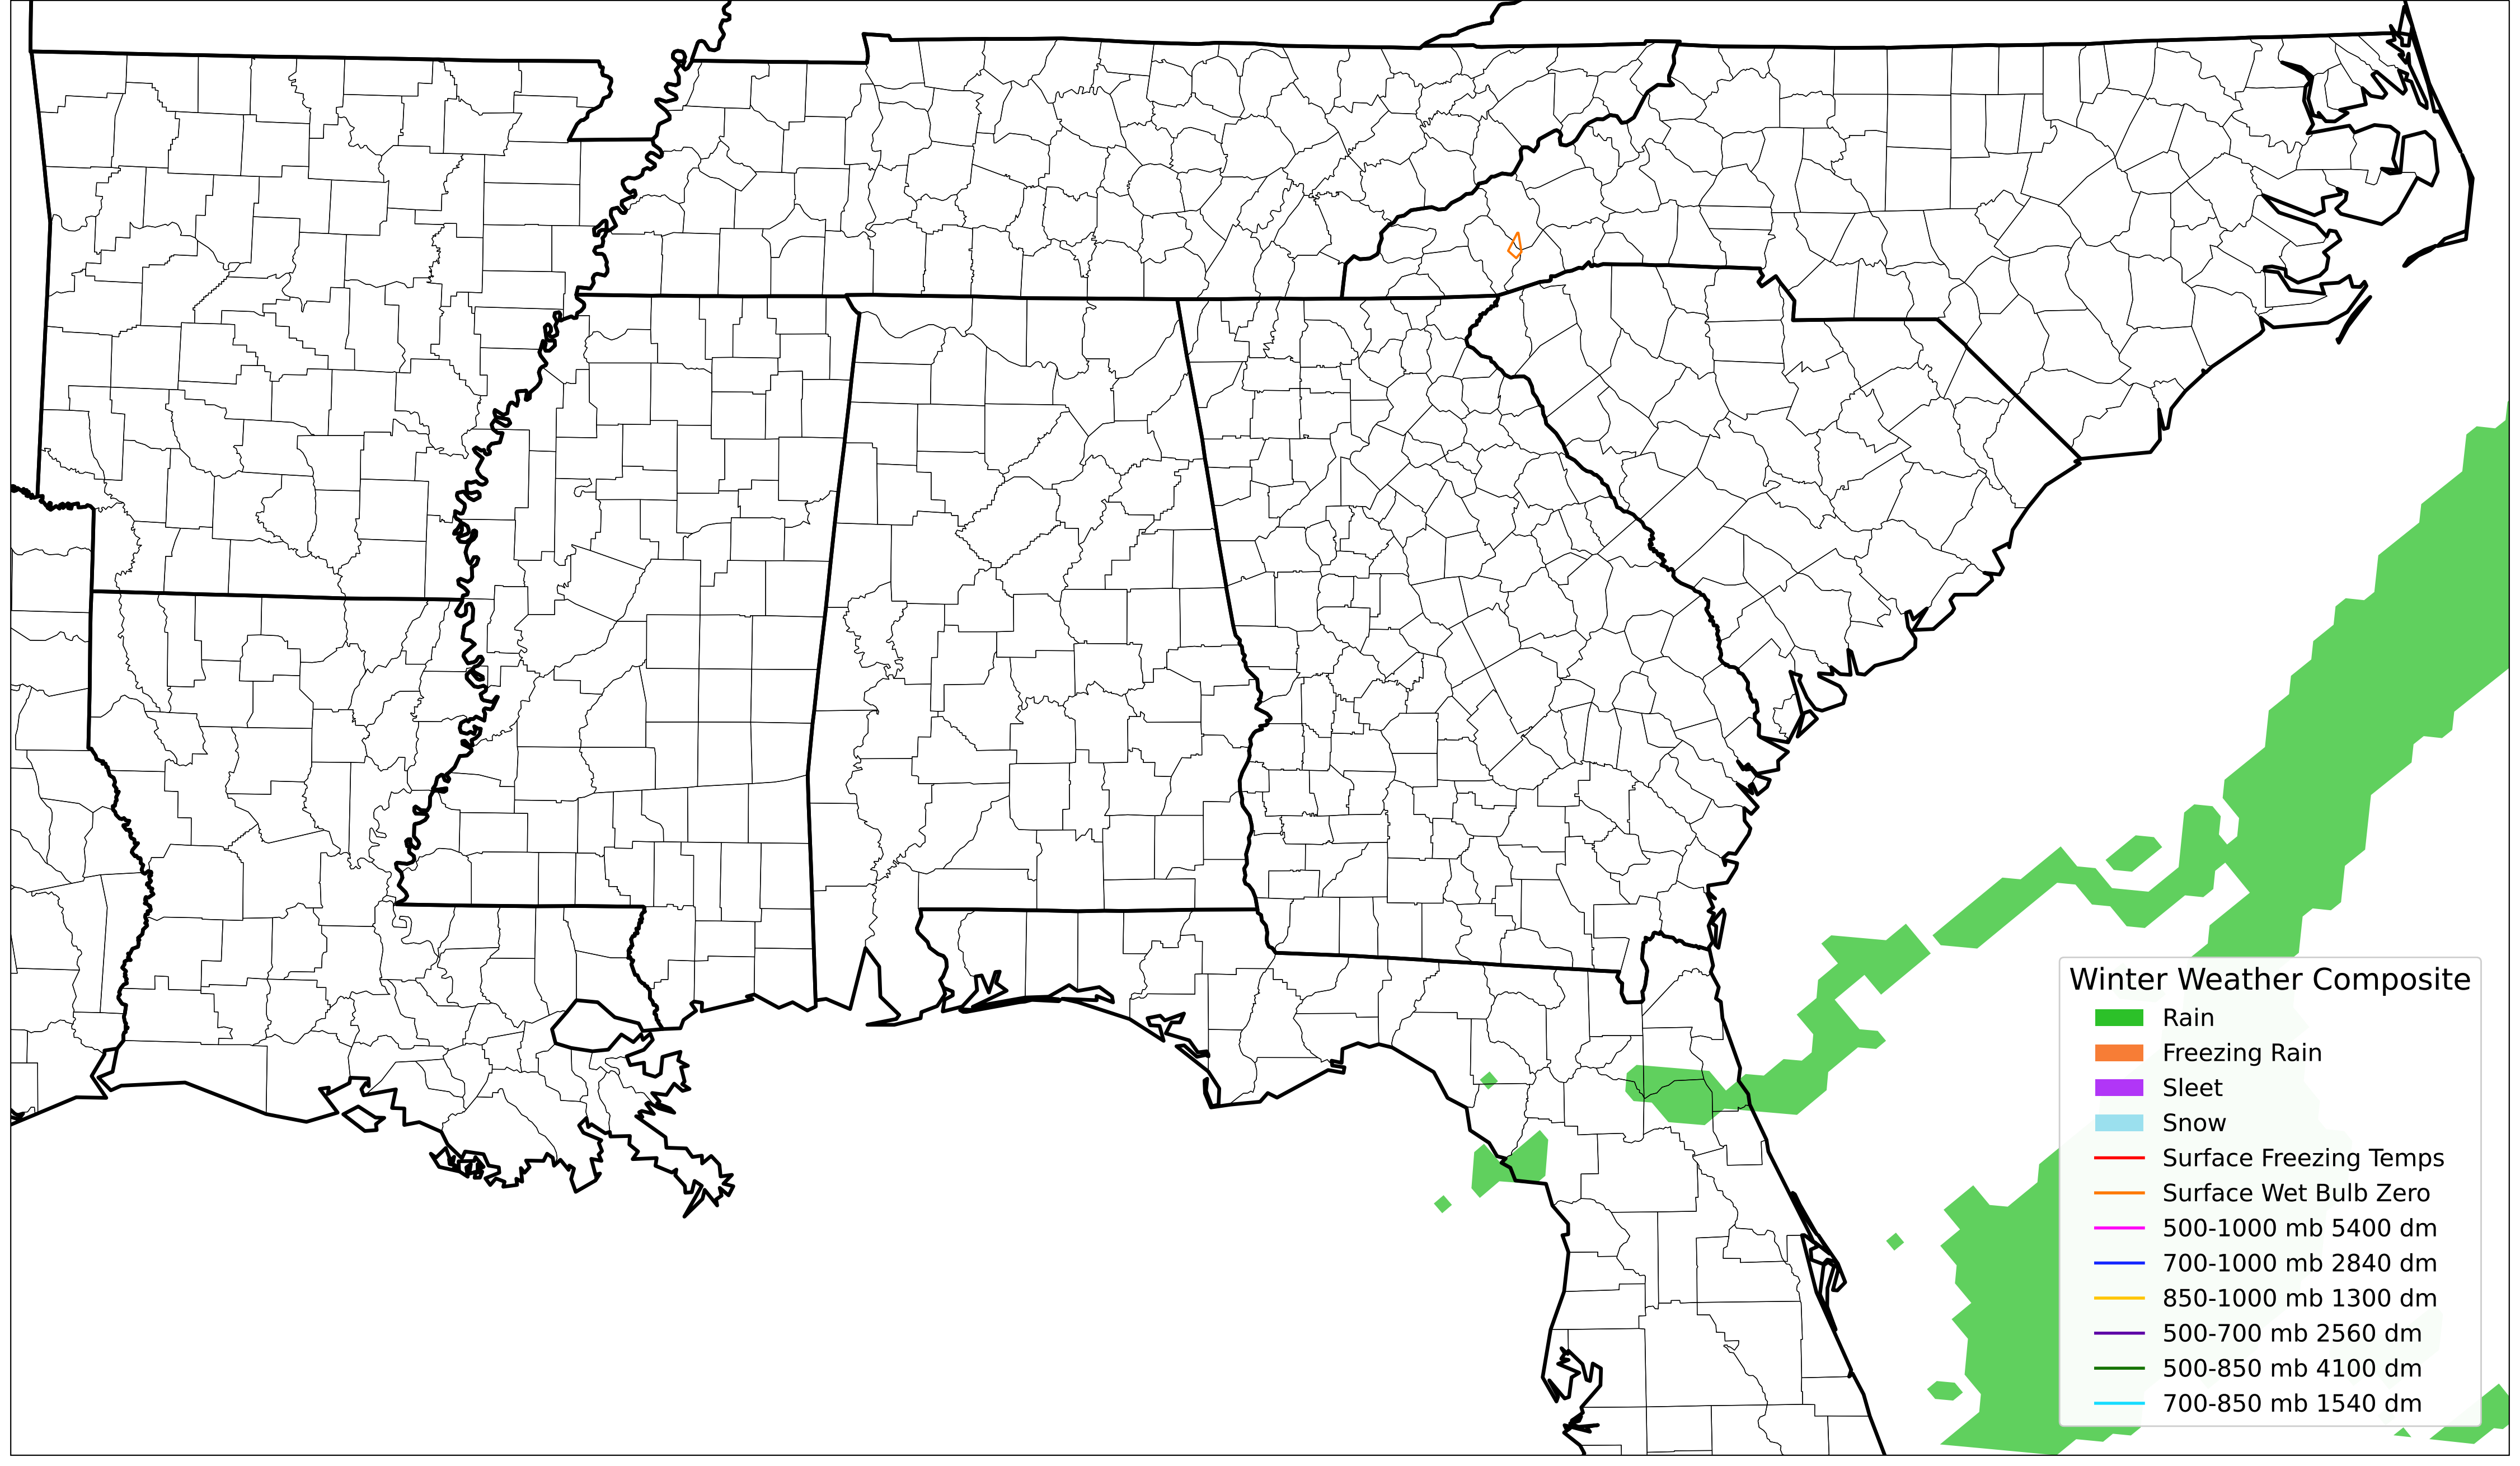 Winter Weather Composite
Rain
Freezing Rain
Sleet
Snow
Surface Freezing Temps
Surface Wet Bulb Zero
500-1000 mb 5400 dm
700-1000 mb 2840 dm
850-1000 mb 1300 dm
500-700 mb 2560 dm
500-850 mb 4100 dm
700-850 mb 1540 dm